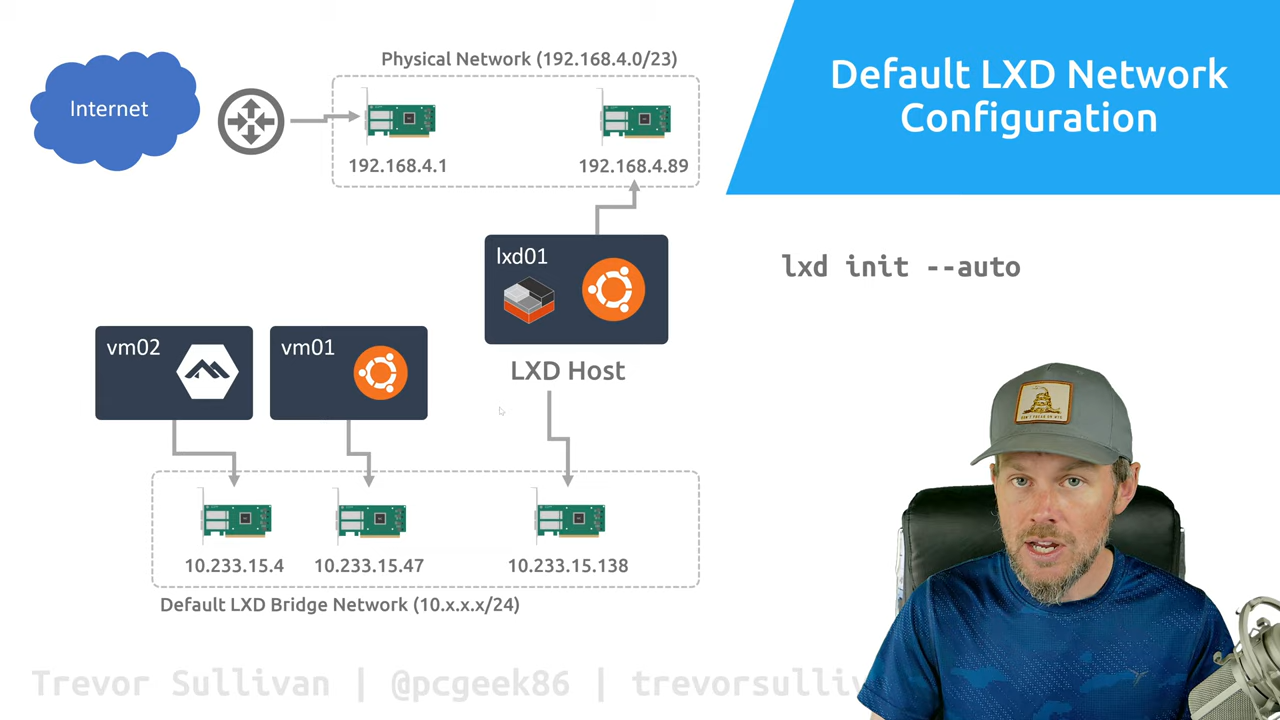 Default LXD Network
Configuration
Physical Network (192.168.4.0/23)
Internet
192.168.4.1
192.168.4.89
lxd01
lxd init --auto
LXD Host
vm02
vm01
10.233.15.4
10.233.15.47
10.233.15.138
Default LXD Bridge Network (10.x.x.x/24)
Trevor Sullivan | @pcgeek86 |